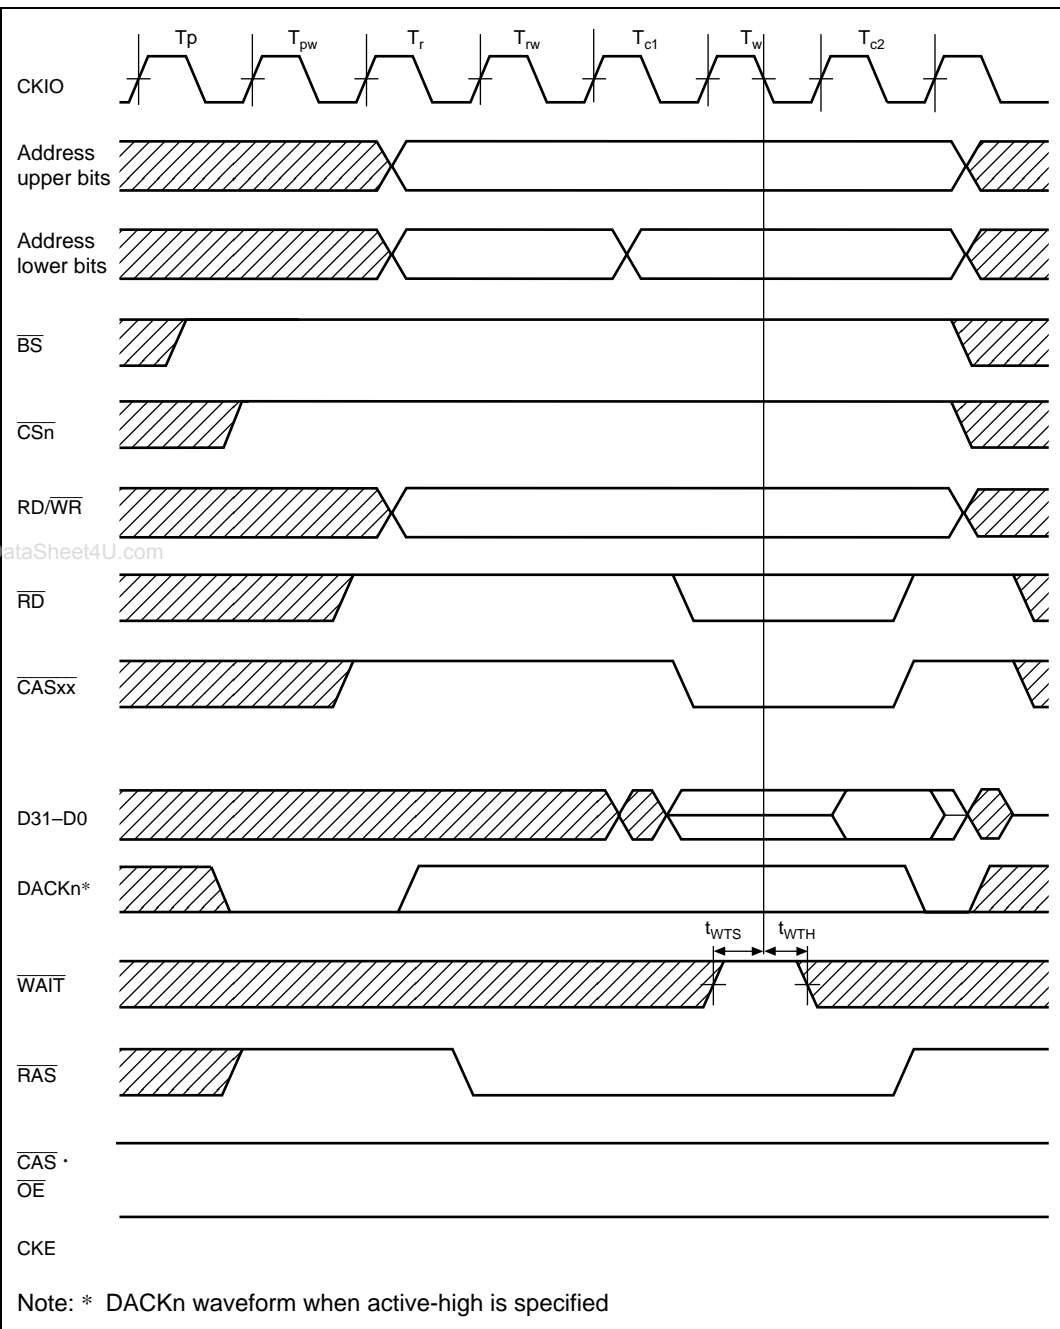 Tp Tpw Tr Trw Tc1 Tw Tc2
CKIO
Address
upper bits
Address
lower bits
BS
CSn
RD/WR
ataSheet4U.com
RD
CASxx
D31–D0
DACKn*
tWTS tWTH
WAIT
RAS
CAS ·
OE
CKE
Note: * DACKn waveform when active-high is specified